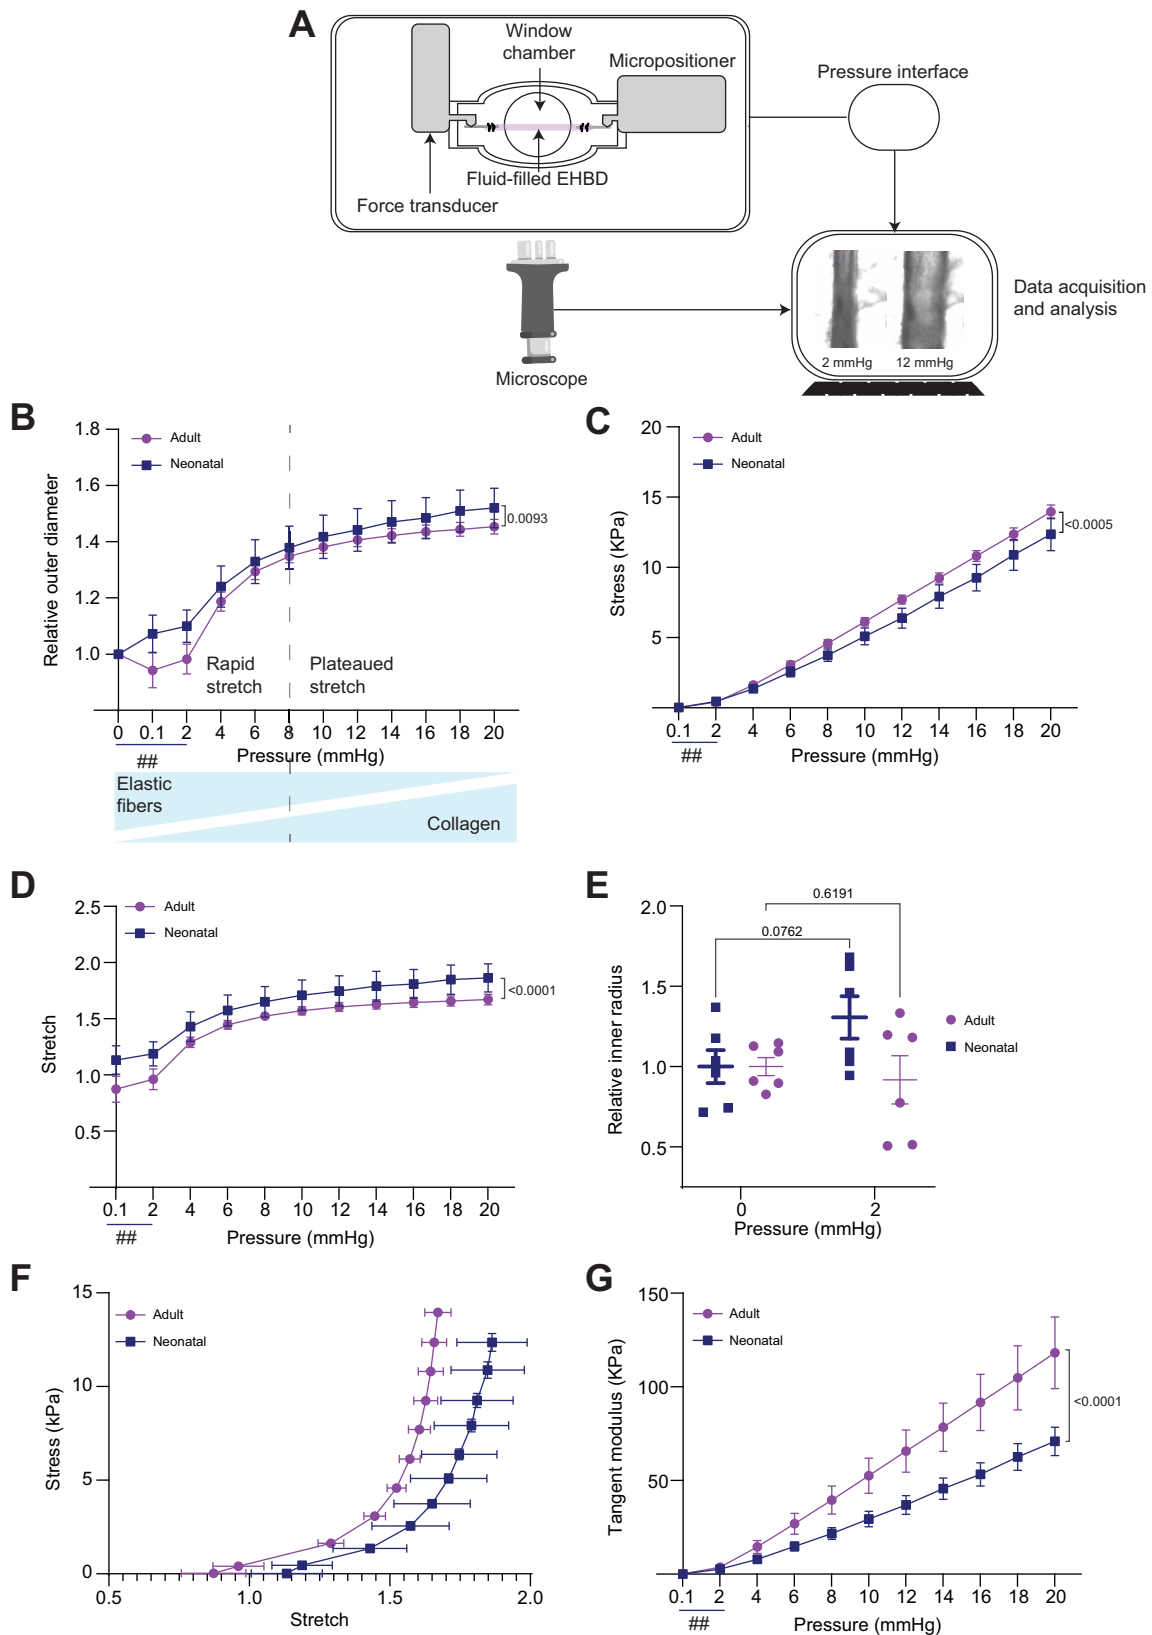 A
Window
chamber
Micropositioner
Fluid-filled EHBD
Force transducer
Pressure interface
Microscope
2 mmHg
12 mmHg
Data acquisition
and analysis
B
1.8
1.6
1.4
1.2
1.0
Relative outer diameter
Adult
Neonatal
0.0093
Rapid
stretch
Plateaued
stretch
0 0.1 2 4 6 8 10 12 14 16 18 20
##
Pressure (mmHg)
Elastic
fibers
Collagen
C
20
15
10
5
Stress (KPa)
Adult
Neonatal
<0.0005
0.1 2 4 6 8 10 12 14 16 18 20
##
Pressure (mmHg)
D
2.5
2.0
1.5
1.0
0.5
Stretch
Adult
Neonatal
<0.0001
0.1 2 4 6 8 10 12 14 16 18 20
##
Pressure (mmHg)
E
2.0
1.5
1.0
0.5
Relative inner radius
0.6191
0.0762
Adult
Neonatal
0 2
Pressure (mmHg)
F
15
10
5
0
Stress (kPa)
Adult
Neonatal
0.5 1.0 1.5 2.0
Stretch
G
150
100
50
0
Tangent modulus (KPa)
Adult
Neonatal
<0.0001
0.1 2 4 6 8 10 12 14 16 18 20
##
Pressure (mmHg)